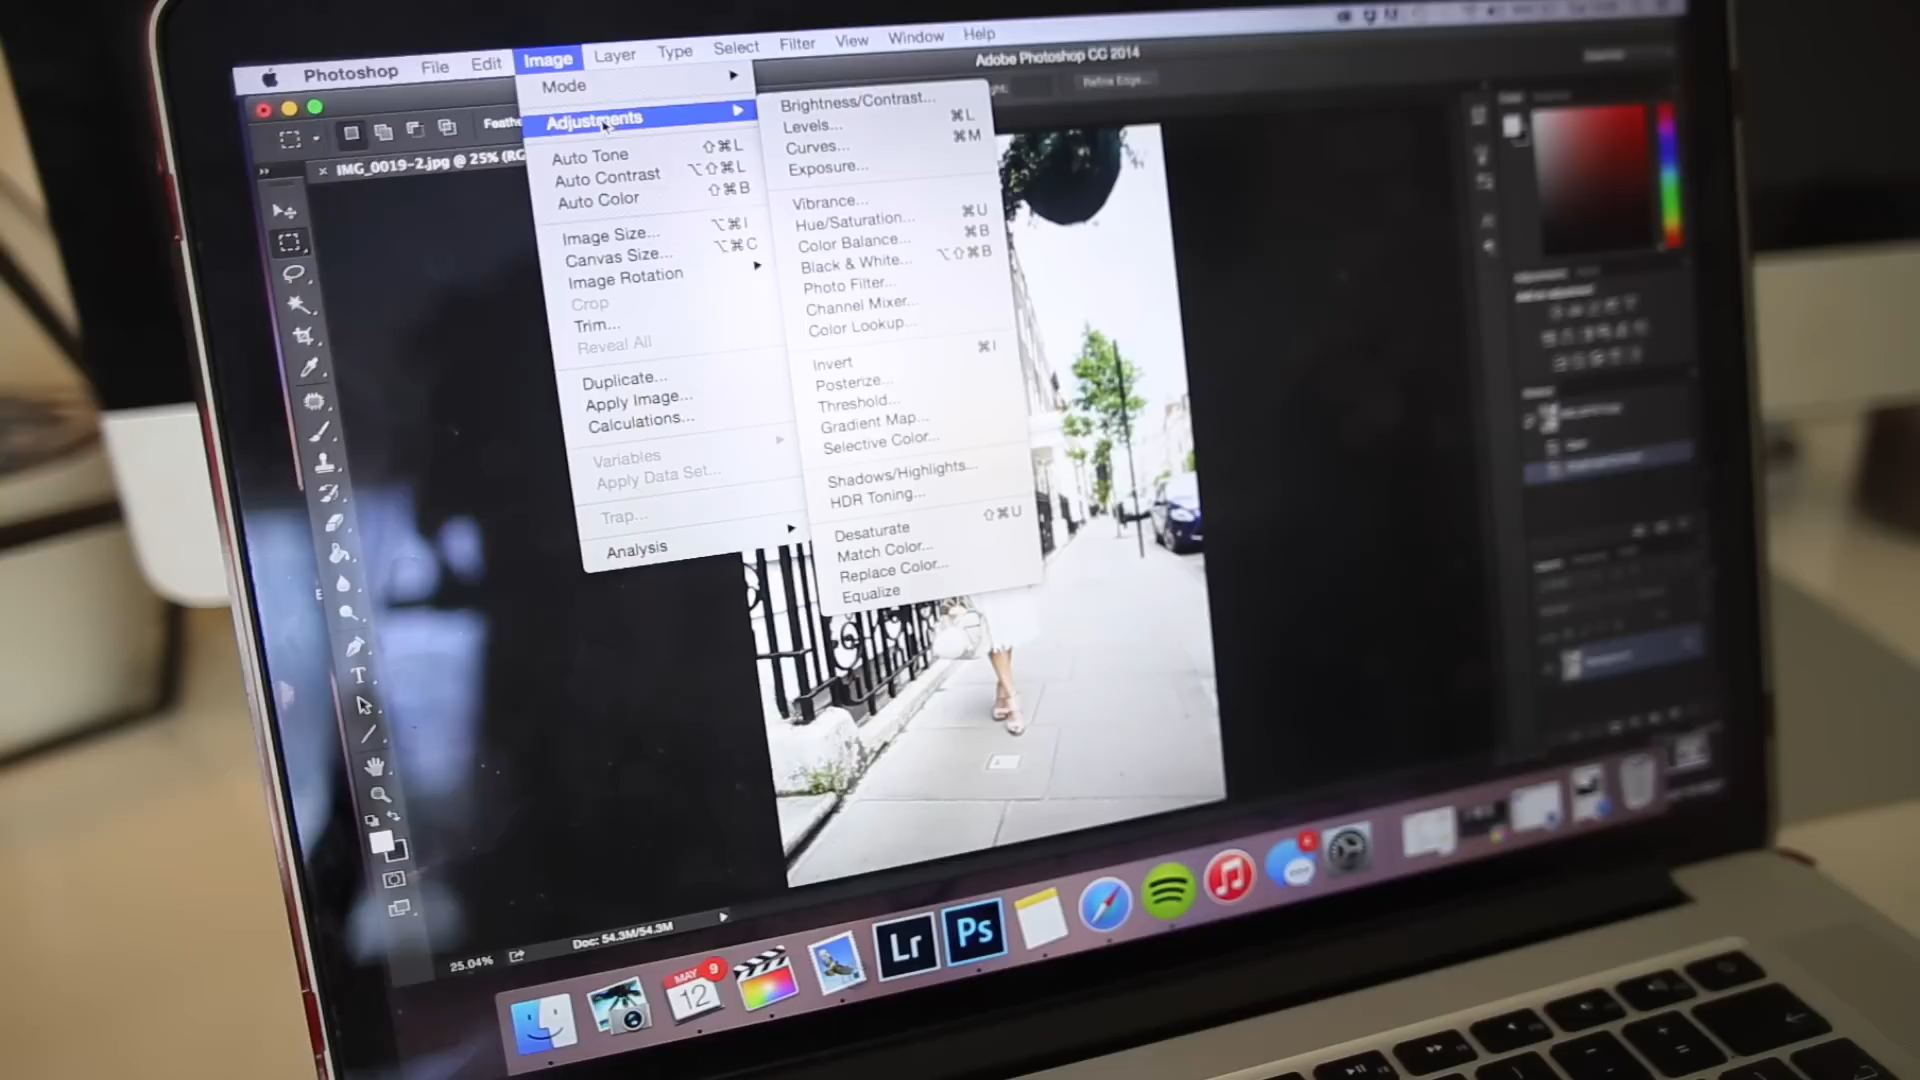 Photoshop File Edit Image Layer Type Select Filter View Window Help
Adobe Photoshop CC 2014
Refine Edge...
IMG_0019-2.jpg @ 25%
Mode
Adjustments
Auto Tone ⇧⌘L
Auto Contrast ⌥⇧⌘L
Auto Color ⇧⌘B
Image Size... ⌥⌘I
Canvas Size... ⌥⌘C
Image Rotation
Crop
Trim...
Reveal All
Duplicate...
Apply Image...
Calculations...
Variables
Apply Data Set...
Trap...
Analysis
Brightness/Contrast...
Levels... ⌘L
Curves... ⌘M
Exposure...
Vibrance...
Hue/Saturation... ⌘U
Color Balance... ⌘B
Black & White... ⌥⇧⌘B
Photo Filter...
Channel Mixer...
Color Lookup...
Invert ⌘I
Posterize...
Threshold...
Gradient Map...
Selective Color...
Shadows/Highlights...
HDR Toning...
Desaturate ⇧⌘U
Match Color...
Replace Color...
Equalize
25.04% Doc: 54.3M/54.3M
MAY 9
12
Lr
Ps